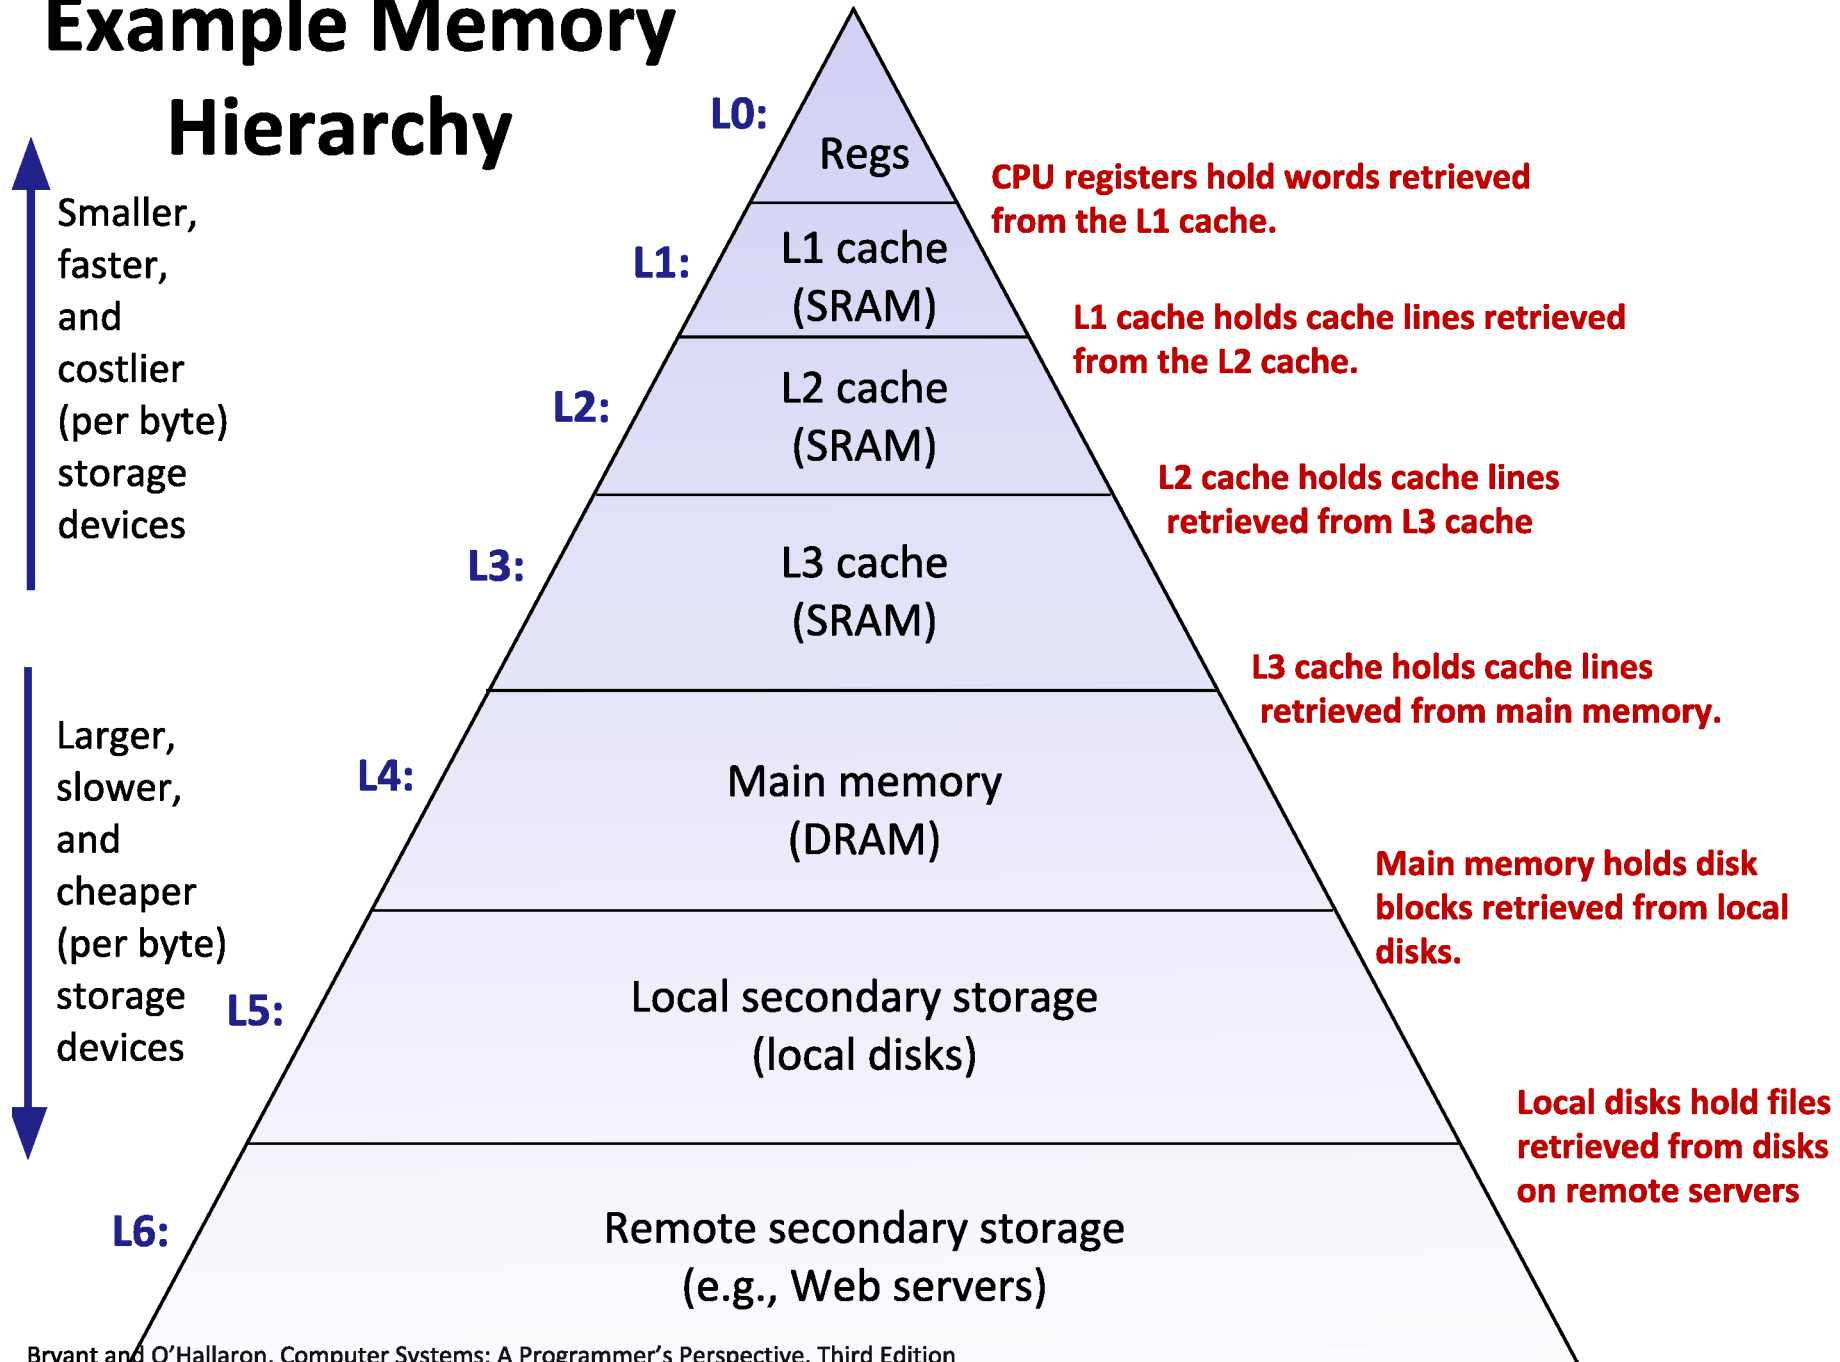 Example Memory
Hierarchy
Smaller,
faster,
and
costlier
(per byte)
storage
devices
Larger,
slower,
and
cheaper
(per byte)
storage
devices
L0:
Regs
CPU registers hold words retrieved
from the L1 cache.
L1:
L1 cache
(SRAM)
L1 cache holds cache lines retrieved
from the L2 cache.
L2:
L2 cache
(SRAM)
L2 cache holds cache lines
retrieved from L3 cache
L3:
L3 cache
(SRAM)
L3 cache holds cache lines
retrieved from main memory.
L4:
Main memory
(DRAM)
Main memory holds disk
blocks retrieved from local
disks.
L5:
Local secondary storage
(local disks)
Local disks hold files
retrieved from disks
on remote servers
L6:
Remote secondary storage
(e.g., Web servers)
Bryant and O'Hallaron, Computer Systems: A Programmer's Perspective, Third Edition